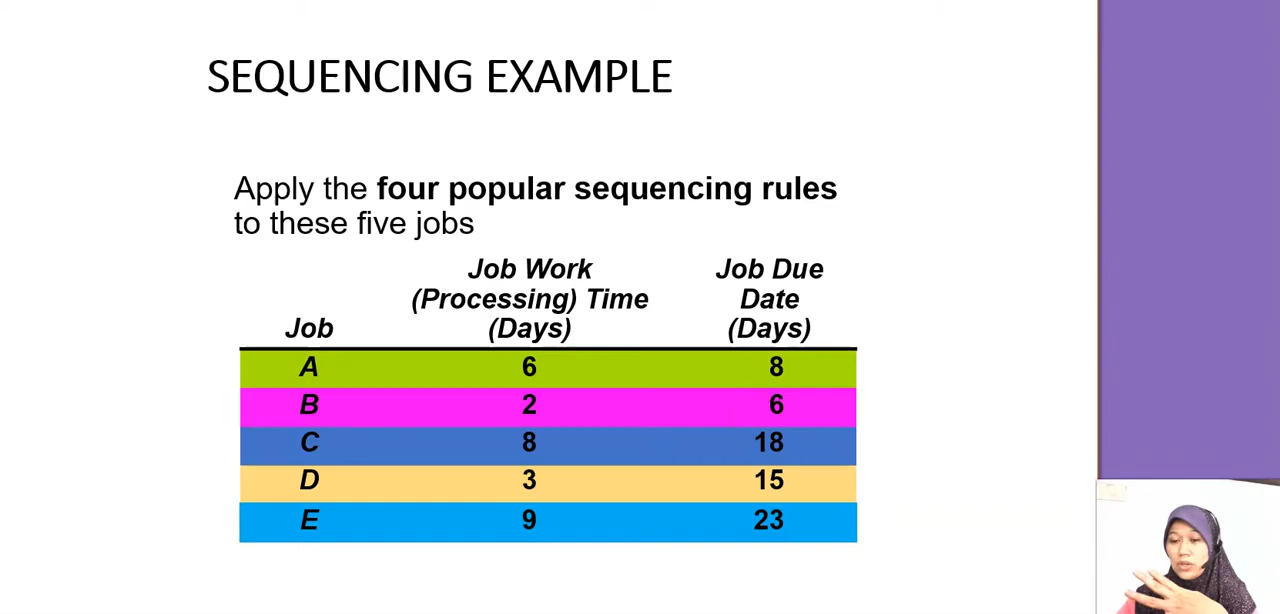 SEQUENCING EXAMPLE
Apply the four popular sequencing rules
to these five jobs
Job Work Job Due
(Processing) Time Date
Job (Days) (Days)
A 6 8
B 2 6
C 8 18
D 3 15
E 9 23